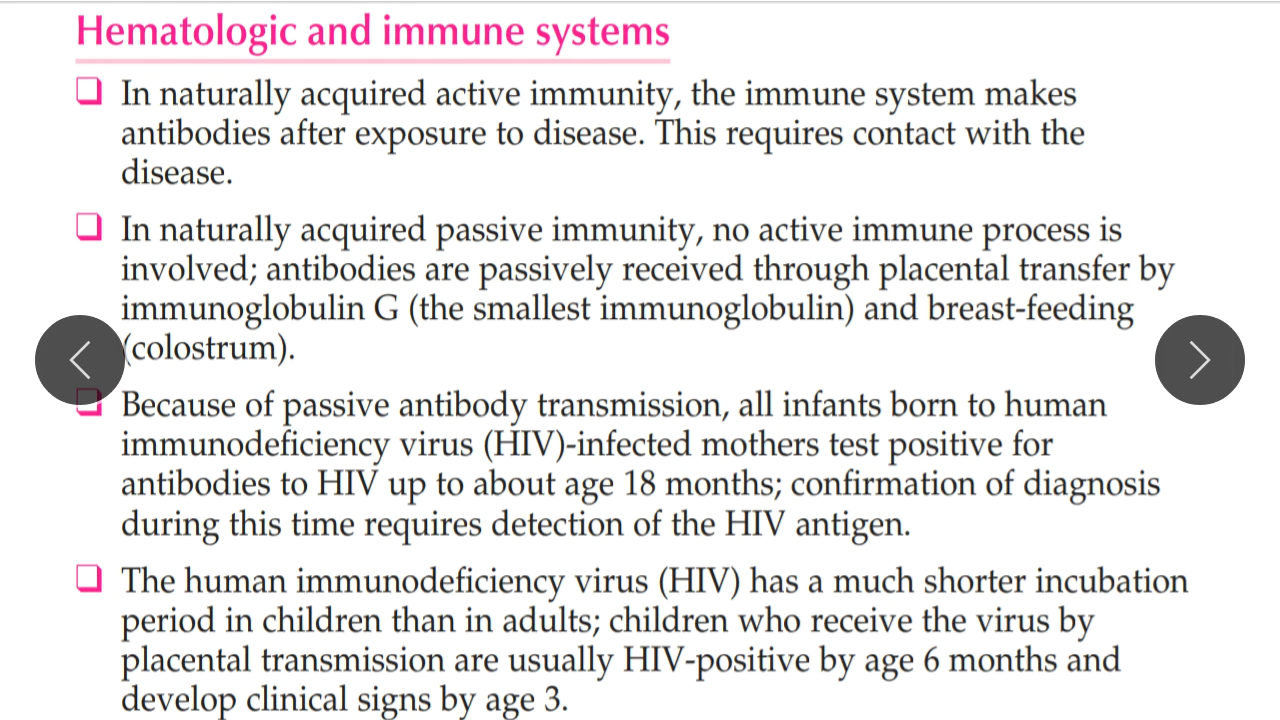 Hematologic and immune systems
In naturally acquired active immunity, the immune system makes
antibodies after exposure to disease. This requires contact with the
disease.
In naturally acquired passive immunity, no active immune process is
involved; antibodies are passively received through placental transfer by
immunoglobulin G (the smallest immunoglobulin) and breast-feeding
(colostrum).
Because of passive antibody transmission, all infants born to human
immunodeficiency virus (HIV)-infected mothers test positive for
antibodies to HIV up to about age 18 months; confirmation of diagnosis
during this time requires detection of the HIV antigen.
The human immunodeficiency virus (HIV) has a much shorter incubation
period in children than in adults; children who receive the virus by
placental transmission are usually HIV-positive by age 6 months and
develop clinical signs by age 3.